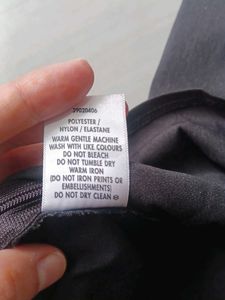 39020406
POLYESTER /
NYLON / ELASTANE
WARM GENTLE MACHINE
WASH WITH LIKE COLOURS
DO NOT BLEACH
DO NOT TUMBLE DRY
WARM IRON
(DO NOT IRON PRINTS OR
EMBELLISHMENTS)
DO NOT DRY CLEAN